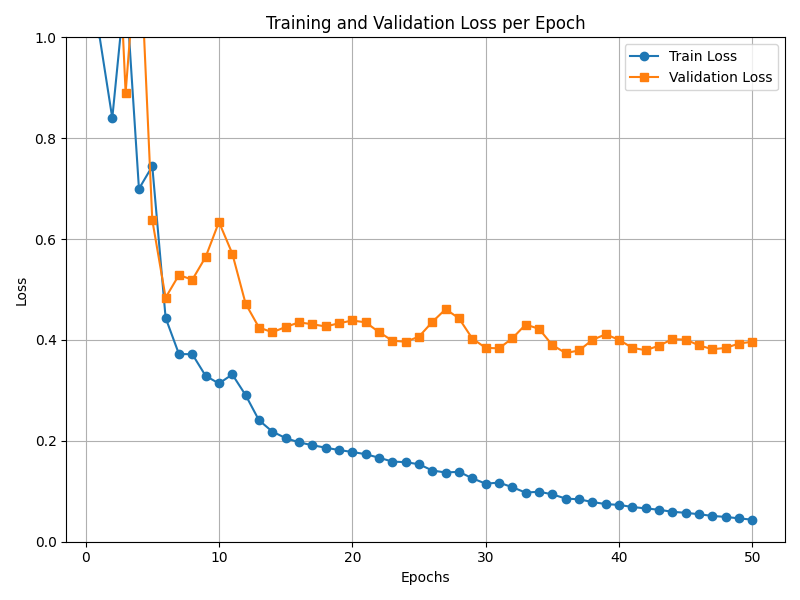 Training and Validation Loss per Epoch
Train Loss
Validation Loss
1.0
0.8
0.6
0.4
0.2
0.0
Loss
0 10 20 30 40 50
Epochs